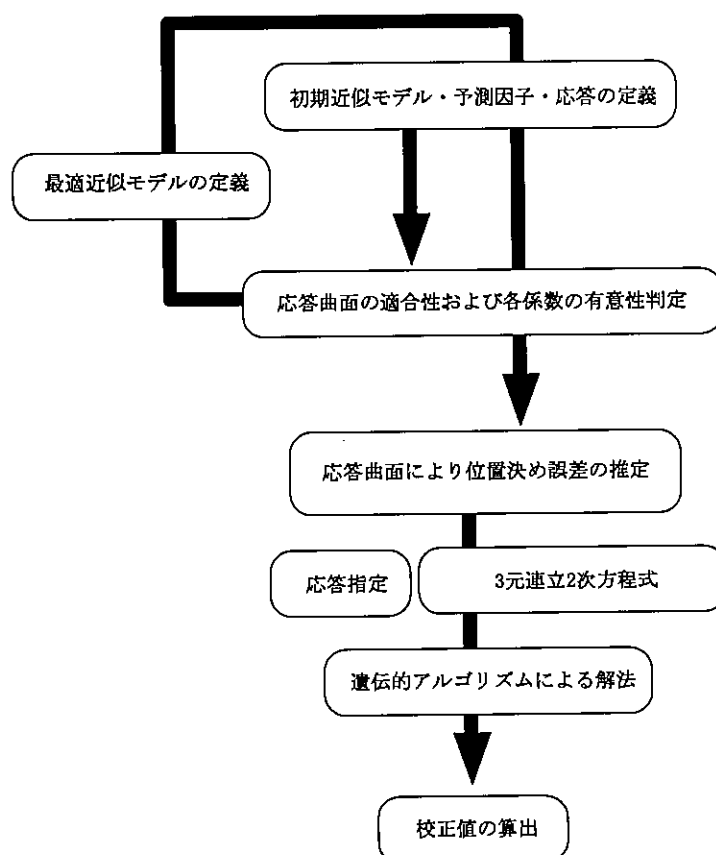 初期近似モデル・予測因子・応答の定義
最適近似モデルの定義
応答曲面の適合性および各係数の有意性判定
応答曲面により位置決め誤差の推定
応答指定
3元連立2次方程式
遺伝的アルゴリズムによる解法
校正値の算出